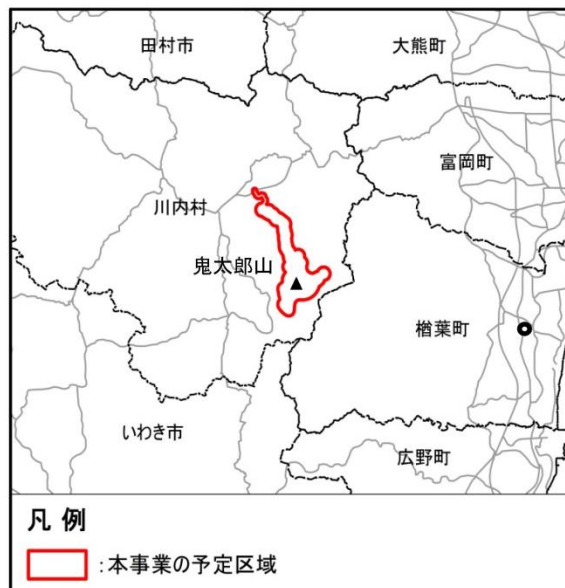 田村市
大熊町
富岡町
川内村
鬼太郎山
楢葉町
いわき市
広野町
凡 例
:本事業の予定区域